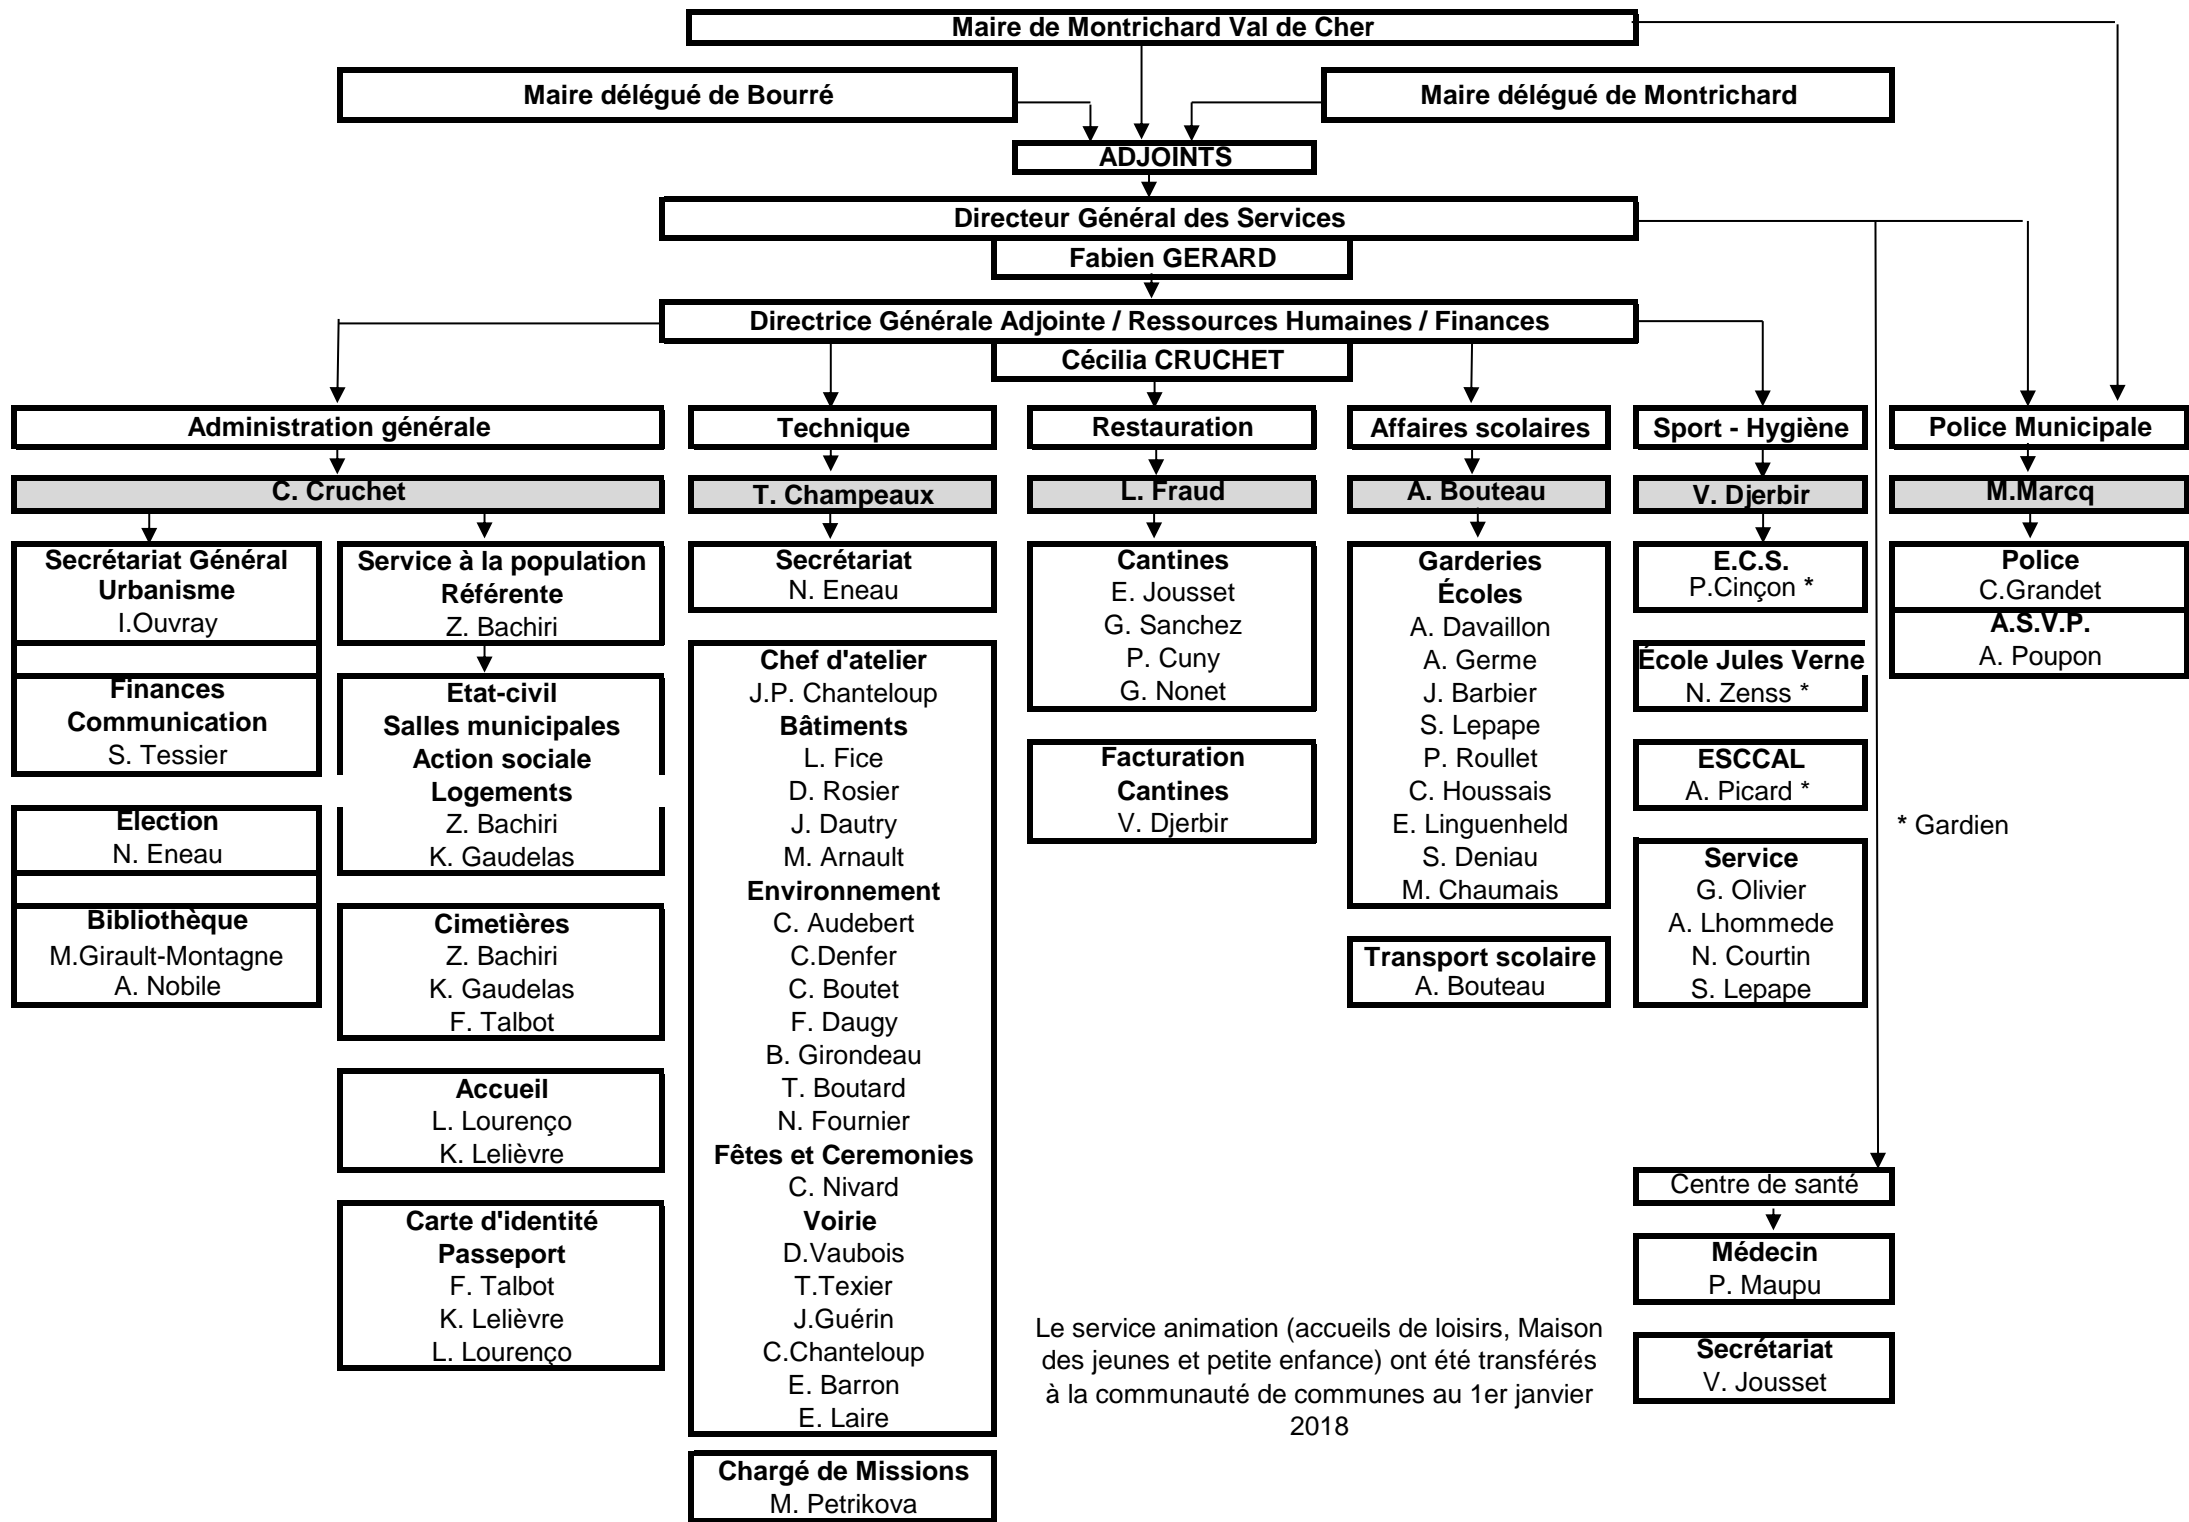 Maire de Montrichard Val de Cher
Maire délégué de Bourré
Maire délégué de Montrichard
ADJOINTS
Directeur Général des Services
Fabien GERARD
Directrice Générale Adjointe / Ressources Humaines / Finances
Cécilia CRUCHET
Administration générale
C. Cruchet
Secrétariat Général
Urbanisme
I.Ouvray
Finances
Communication
S. Tessier
Election
N. Eneau
Bibliothèque
M.Girault-Montagne
A. Nobile
Service à la population
Référente
Z. Bachiri
Etat-civil
Salles municipales
Action sociale
Logements
Z. Bachiri
K. Gaudelas
Cimetières
Z. Bachiri
K. Gaudelas
F. Talbot
Accueil
L. Lourenço
K. Lelièvre
Carte d'identité
Passeport
F. Talbot
K. Lelièvre
L. Lourenço
Technique
T. Champeaux
Secrétariat
N. Eneau
Chef d'atelier
J.P. Chanteloup
Bâtiments
L. Fice
D. Rosier
J. Dautry
M. Arnault
Environnement
C. Audebert
C.Denfer
C. Boutet
F. Daugy
B. Girondeau
T. Boutard
N. Fournier
Fêtes et Ceremonies
C. Nivard
Voirie
D.Vaubois
T.Texier
J.Guérin
C.Chanteloup
E. Barron
E. Laire
Chargé de Missions
M. Petrikova
Restauration
L. Fraud
Cantines
E. Jousset
G. Sanchez
P. Cuny
G. Nonet
Facturation
Cantines
V. Djerbir
Affaires scolaires
A. Bouteau
Garderies
Écoles
A. Davaillon
A. Germe
J. Barbier
S. Lepape
P. Roullet
C. Houssais
E. Linguenheld
S. Deniau
M. Chaumais
Transport scolaire
A. Bouteau
Sport - Hygiène
V. Djerbir
E.C.S.
P.Cinçon *
École Jules Verne
N. Zenss *
ESCCAL
A. Picard *
Service
G. Olivier
A. Lhommede
N. Courtin
S. Lepape
Police Municipale
M.Marcq
Police
C.Grandet
A.S.V.P.
A. Poupon
* Gardien
Centre de santé
Médecin
P. Maupu
Secrétariat
V. Jousset
Le service animation (accueils de loisirs, Maison
des jeunes et petite enfance) ont été transférés
à la communauté de communes au 1er janvier
2018